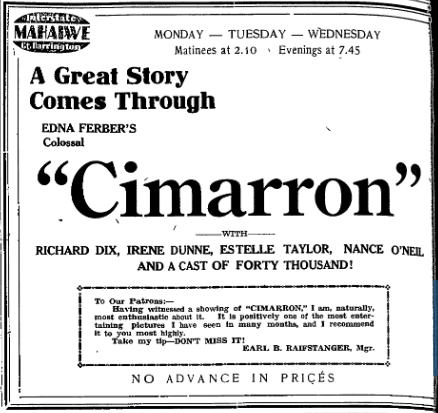 Interstate
MAHAIWE
Gt. Barrington
MONDAY — TUESDAY — WEDNESDAY
Matinees at 2.10 Evenings at 7.45
A Great Story
Comes Through
EDNA FERBER'S
Colossal
“Cimarron”
—WITH—
RICHARD DIX, IRENE DUNNE, ESTELLE TAYLOR, NANCE O'NEIL
AND A CAST OF FORTY THOUSAND!
To Our Patrons:—
Having witnessed a showing of "CIMARRON," I am, naturally,
most enthusiastic about it. It is positively one of the most enter-
taining pictures I have seen in many months, and I recommend
it to you most highly.
Take my tip—DON'T MISS IT!
EARL B. RAIFSTANGER, Mgr.
NO ADVANCE IN PRICES